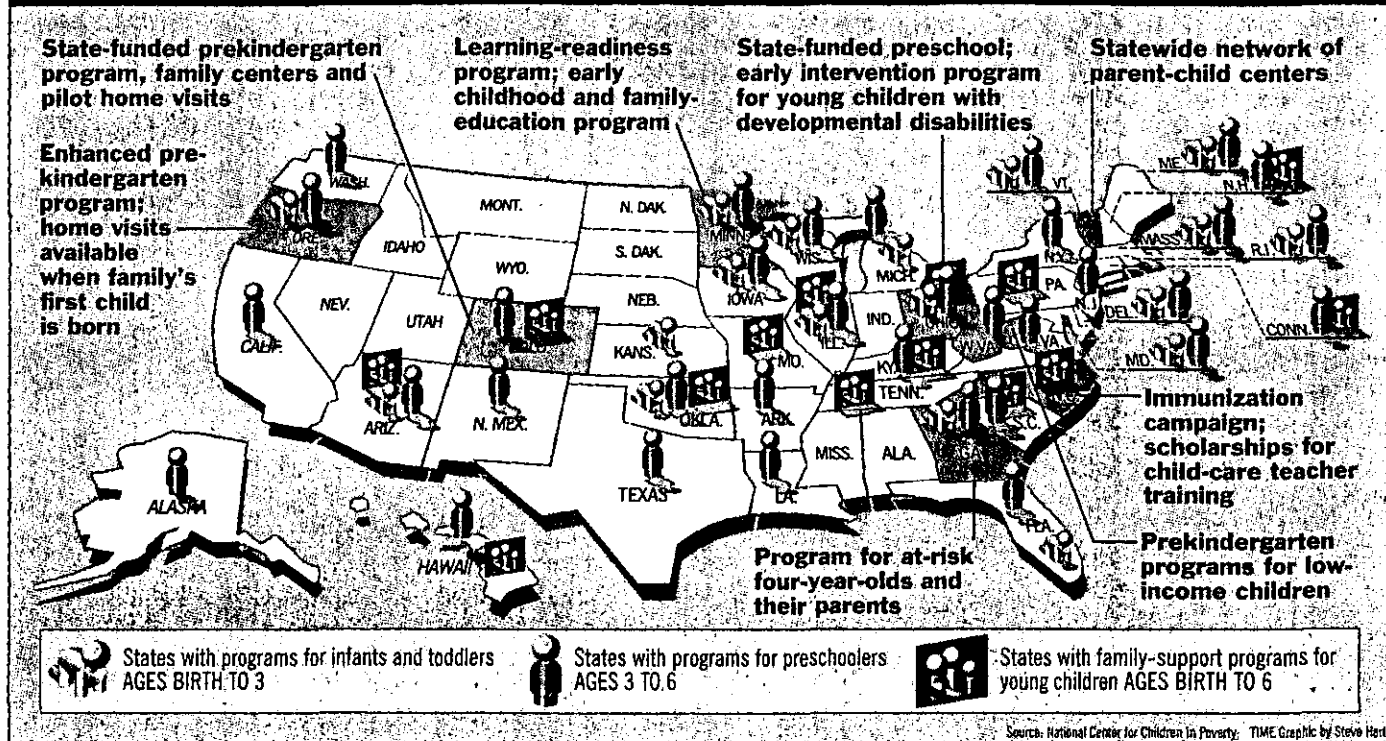 State-funded prekindergarten
program, family centers and
pilot home visits
Learning-readiness
program; early
childhood and family-
education program
State-funded preschool;
early intervention program
for young children with
developmental disabilities
Statewide network of
parent-child centers
Enhanced pre-
kindergarten
program;
home visits
available
when family's
first child
is born
WASH.
ORE.
IDAHO
MONT.
N. DAK.
S. DAK.
WYO.
NEB.
NEV.
UTAH
CALIF.
COLO.
KANS.
ARIZ.
N. MEX.
OKLA.
TEXAS
MINN.
IOWA
WIS.
MICH.
ILL.
IND.
MO.
KY.
TENN.
ARK.
LA.
MISS.
ALA.
GA.
S.C.
FLA.
W.VA.
VA.
PA.
N.Y.
N.J.
VT.
ME.
N.H.
MASS.
R.I.
CONN.
DEL.
MD.
ALASKA
HAWAII
Immunization
campaign;
scholarships for
child-care teacher
training
Program for at-risk
four-year-olds and
their parents
Prekindergarten
programs for low-
income children
States with programs for infants and toddlers
AGES BIRTH TO 3
States with programs for preschoolers
AGES 3 TO 6
States with family-support programs for
young children AGES BIRTH TO 6
Source: National Center for Children in Poverty; TIME Graphic by Steve Hart